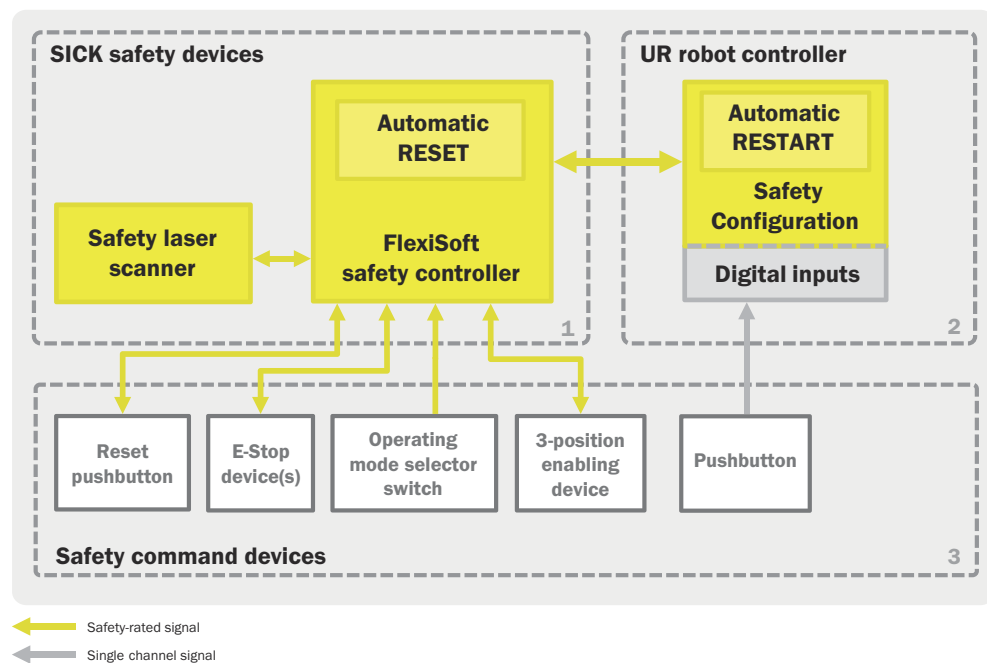 SICK safety devices
Automatic
RESET
Safety laser
scanner
FlexiSoft
safety controller
1
UR robot controller
Automatic
RESTART
Safety
Configuration
Digital inputs
2
Reset
pushbutton
E-Stop
device(s)
Operating
mode selector
switch
3-position
enabling
device
Pushbutton
Safety command devices
3
Safety-rated signal
Single channel signal